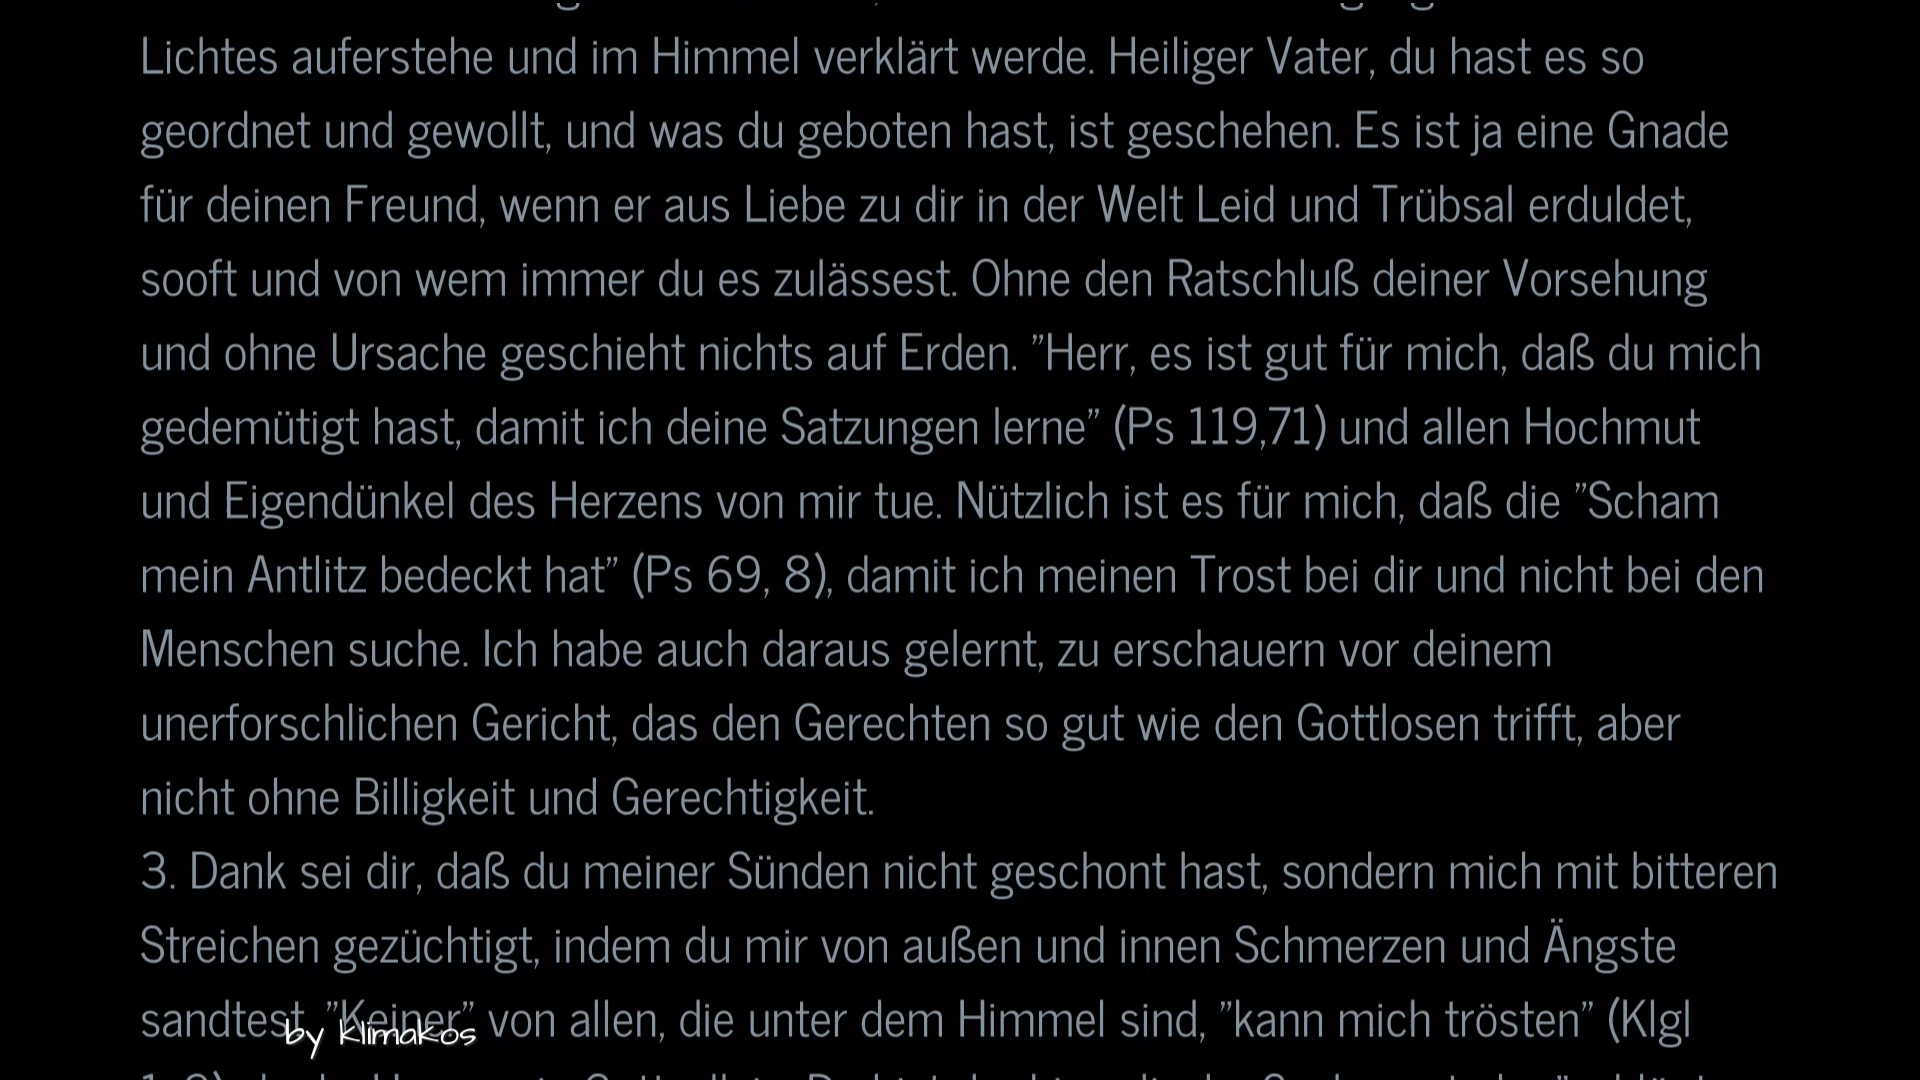 Lichtes auferstehe und im Himmel verklärt werde. Heiliger Vater, du hast es so
geordnet und gewollt, und was du geboten hast, ist geschehen. Es ist ja eine Gnade
für deinen Freund, wenn er aus Liebe zu dir in der Welt Leid und Trübsal erduldet,
sooft und von wem immer du es zulässest. Ohne den Ratschluß deiner Vorsehung
und ohne Ursache geschieht nichts auf Erden. ”Herr, es ist gut für mich, daß du mich
gedemütigt hast, damit ich deine Satzungen lerne” (Ps 119,71) und allen Hochmut
und Eigendünkel des Herzens von mir tue. Nützlich ist es für mich, daß die ”Scham
mein Antlitz bedeckt hat” (Ps 69, 8), damit ich meinen Trost bei dir und nicht bei den
Menschen suche. Ich habe auch daraus gelernt, zu erschauern vor deinem
unerforschlichen Gericht, das den Gerechten so gut wie den Gottlosen trifft, aber
nicht ohne Billigkeit und Gerechtigkeit.
3. Dank sei dir, daß du meiner Sünden nicht geschont hast, sondern mich mit bitteren
Streichen gezüchtigt, indem du mir von außen und innen Schmerzen und Ängste
sandtest. ”Keiner” von allen, die unter dem Himmel sind, ”kann mich trösten” (Klgl
by klimakos